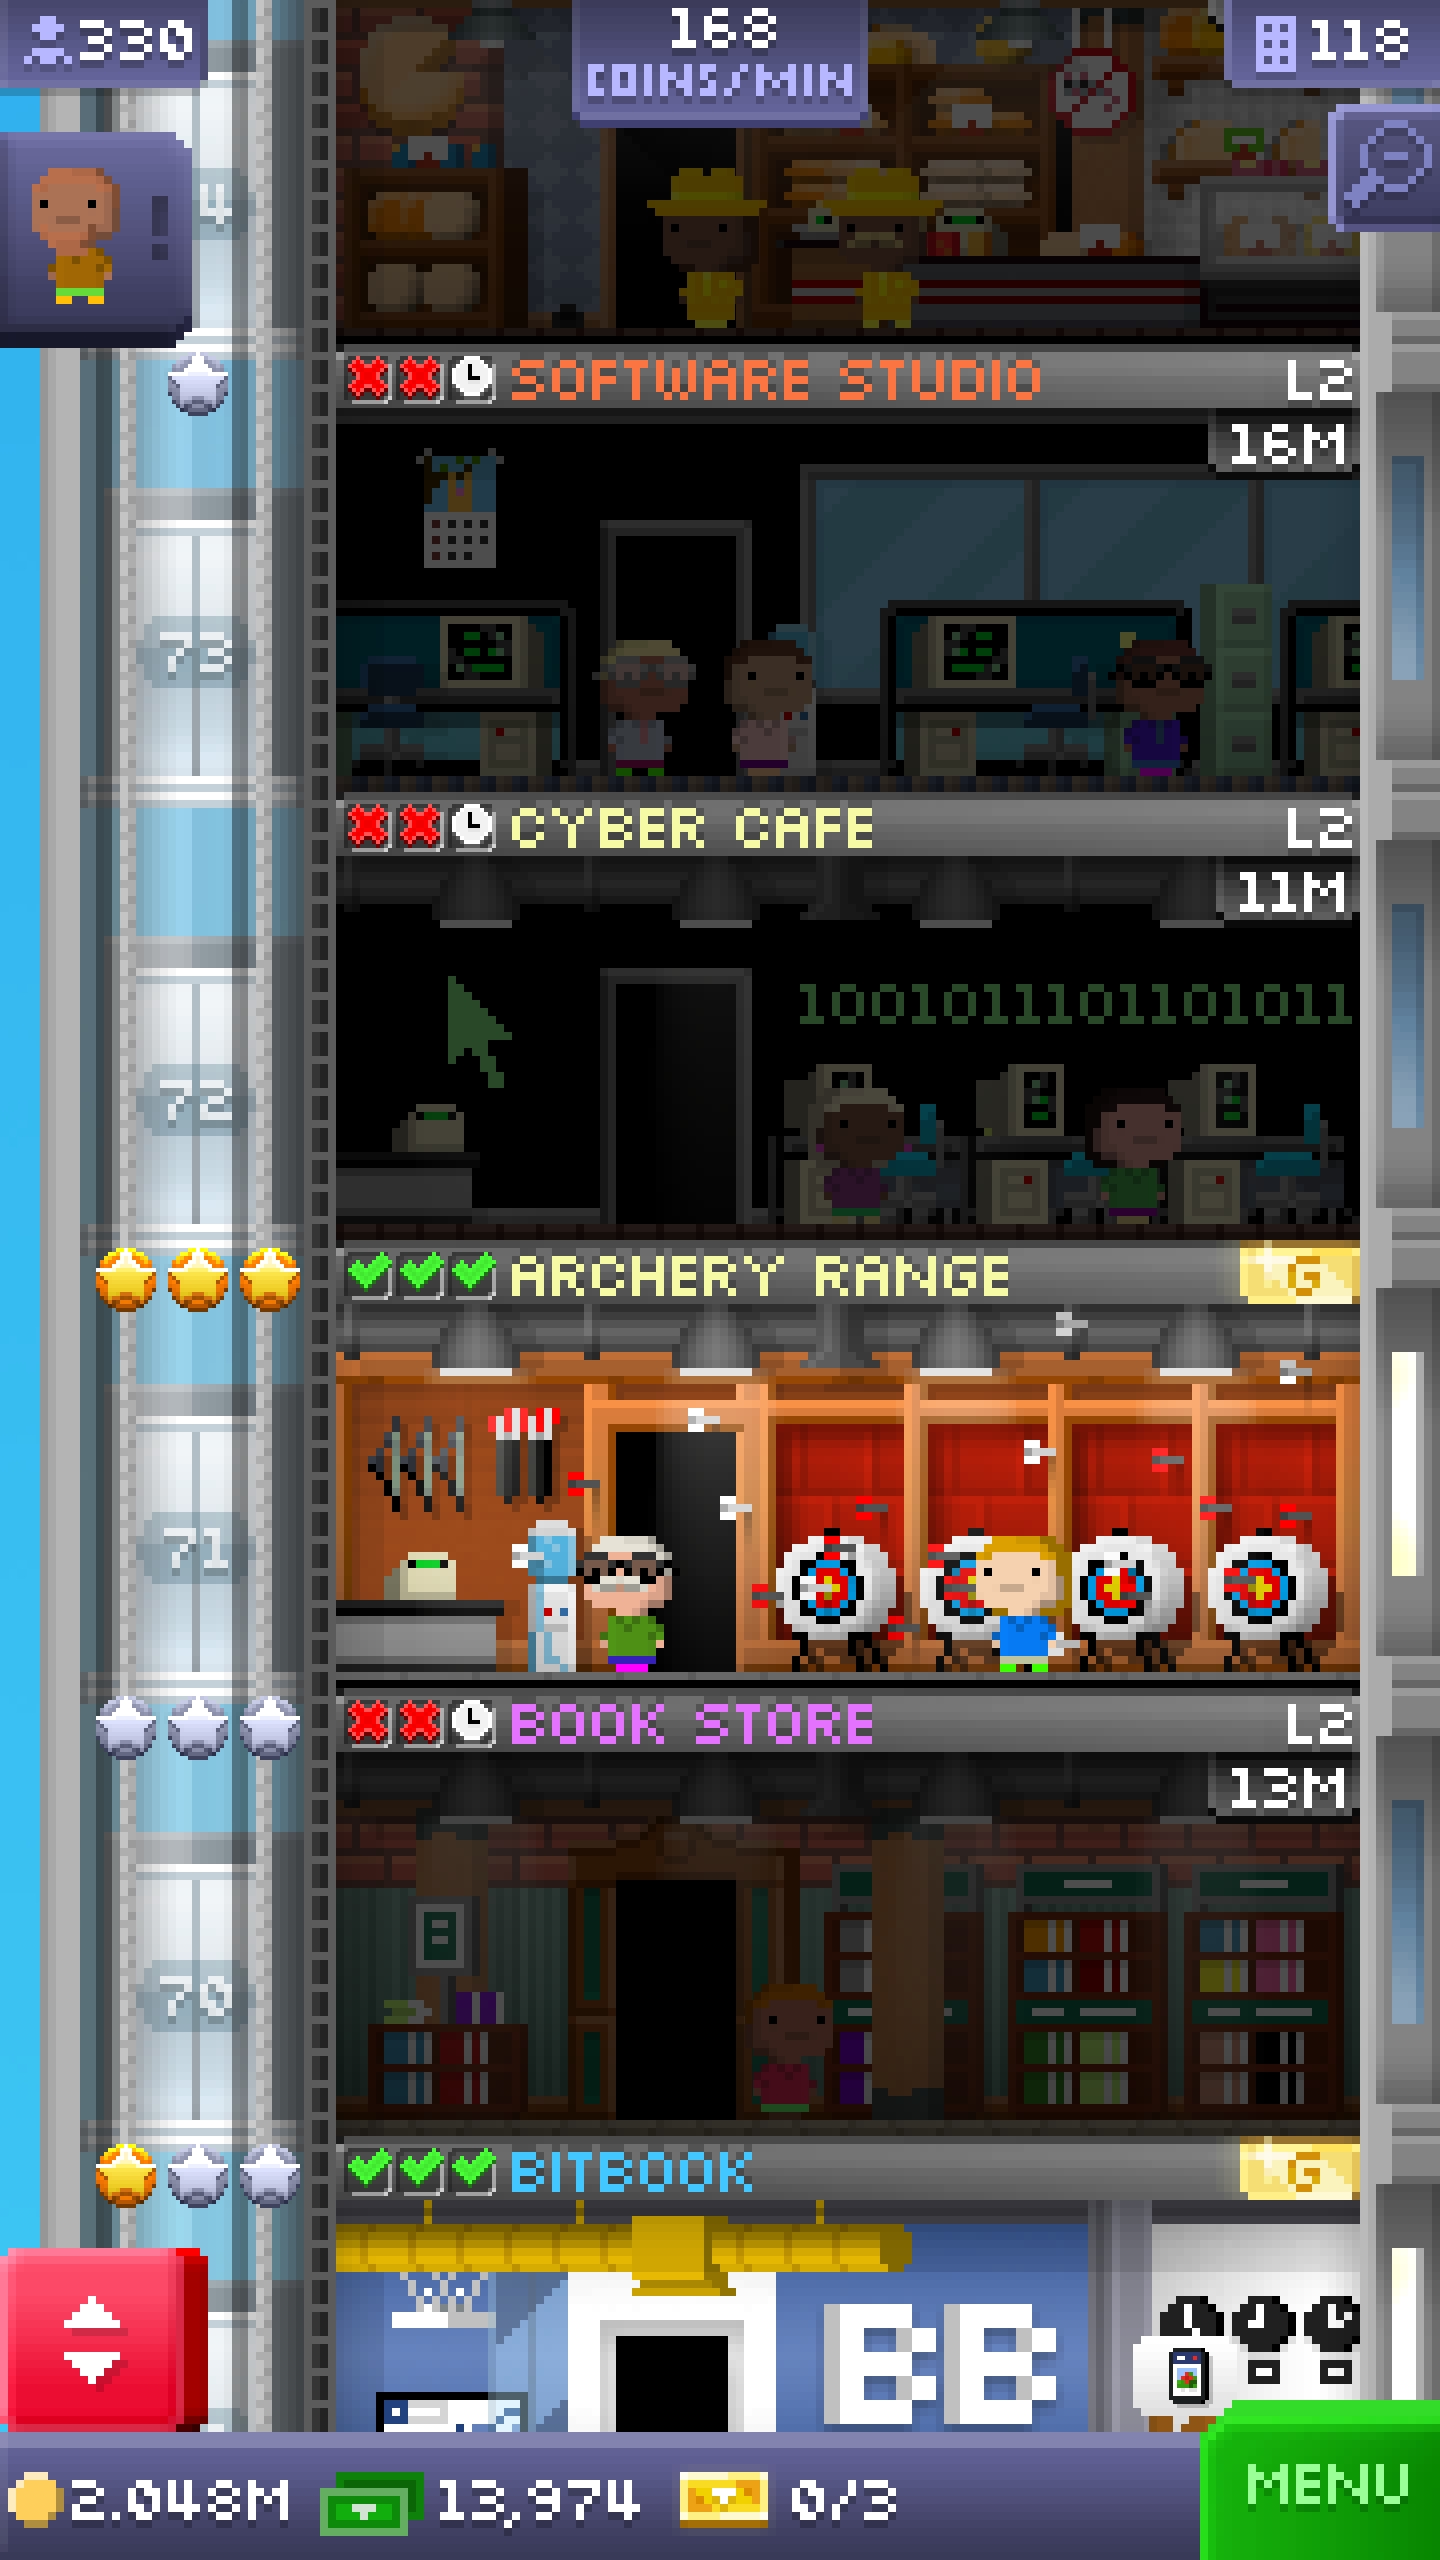 330
168
COINS/MIN
118
4
!
SOFTWARE STUDIO L2
16M
73
CYBER CAFE L2
11M
1001011101101011
72
ARCHERY RANGE G
71
BOOK STORE L2
13M
70
BITBOOK G
BB
2.048M 13,974 0/3
MENU